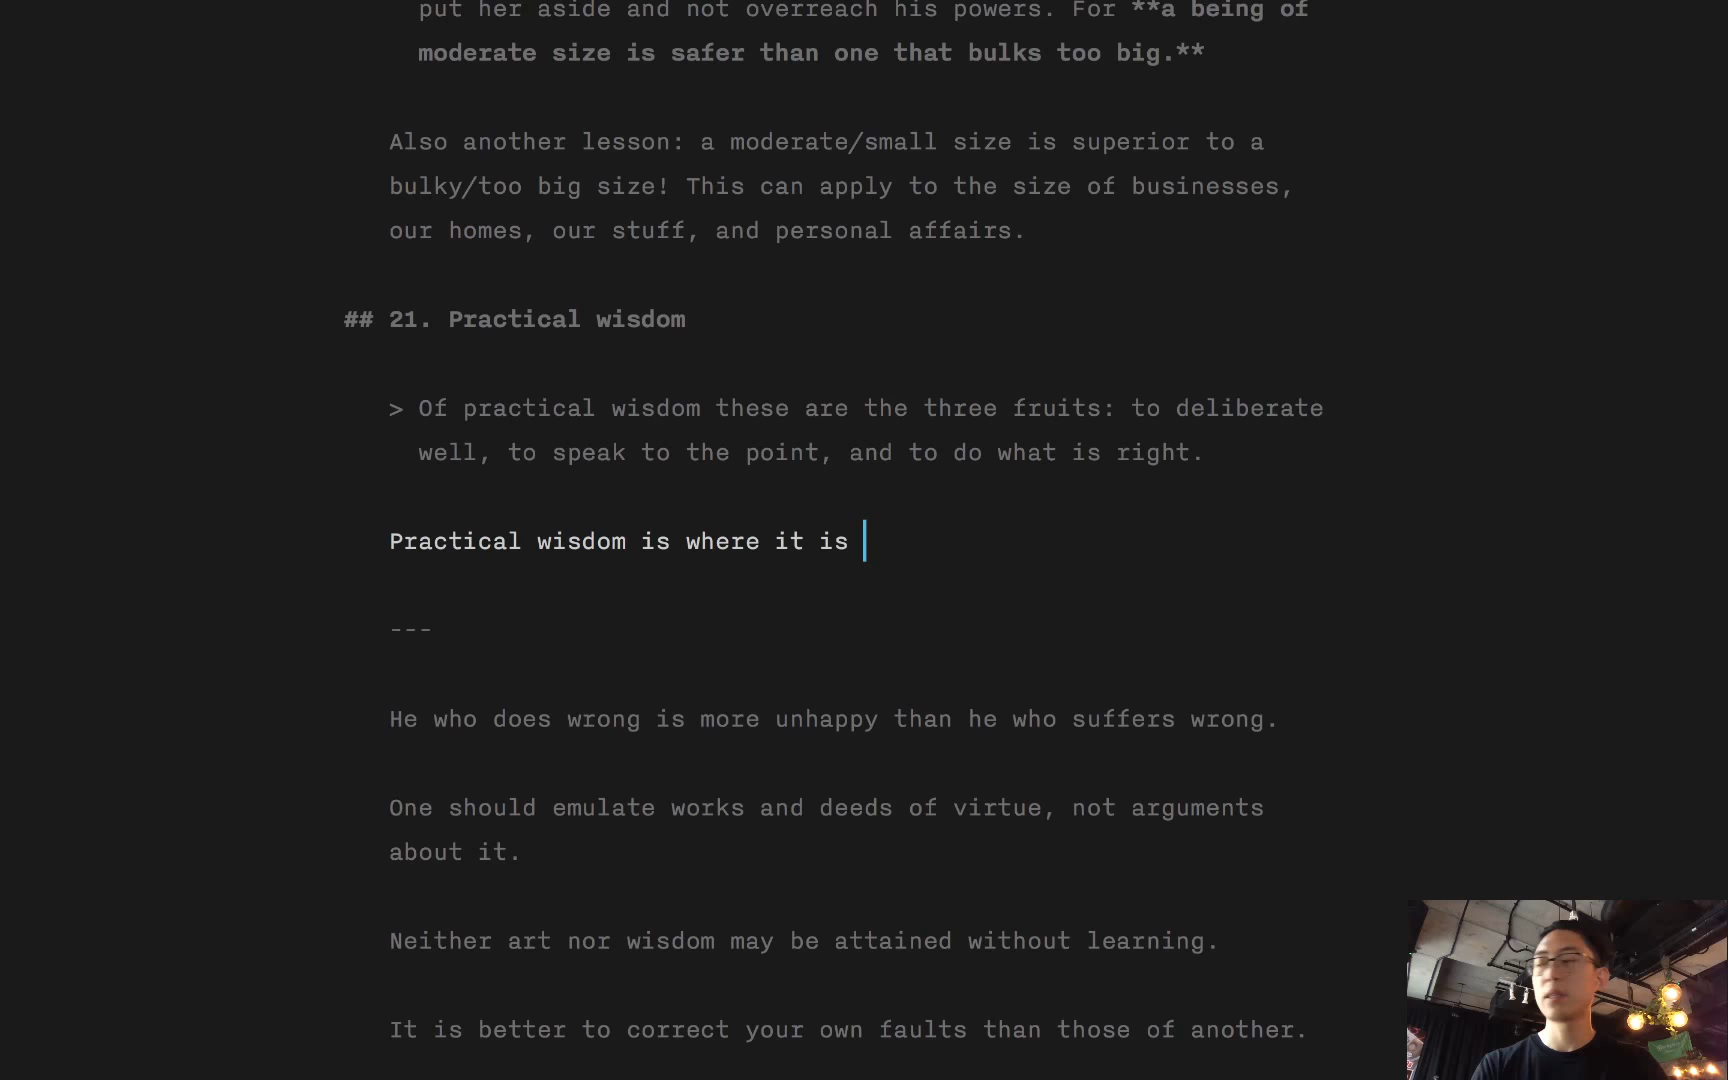 put her aside and not overreach his powers. For **a being of
moderate size is safer than one that bulks too big.**
Also another lesson: a moderate/small size is superior to a
bulky/too big size! This can apply to the size of businesses,
our homes, our stuff, and personal affairs.
## 21. Practical wisdom
> Of practical wisdom these are the three fruits: to deliberate
well, to speak to the point, and to do what is right.
Practical wisdom is where it is
---
He who does wrong is more unhappy than he who suffers wrong.
One should emulate works and deeds of virtue, not arguments
about it.
Neither art nor wisdom may be attained without learning.
It is better to correct your own faults than those of another.